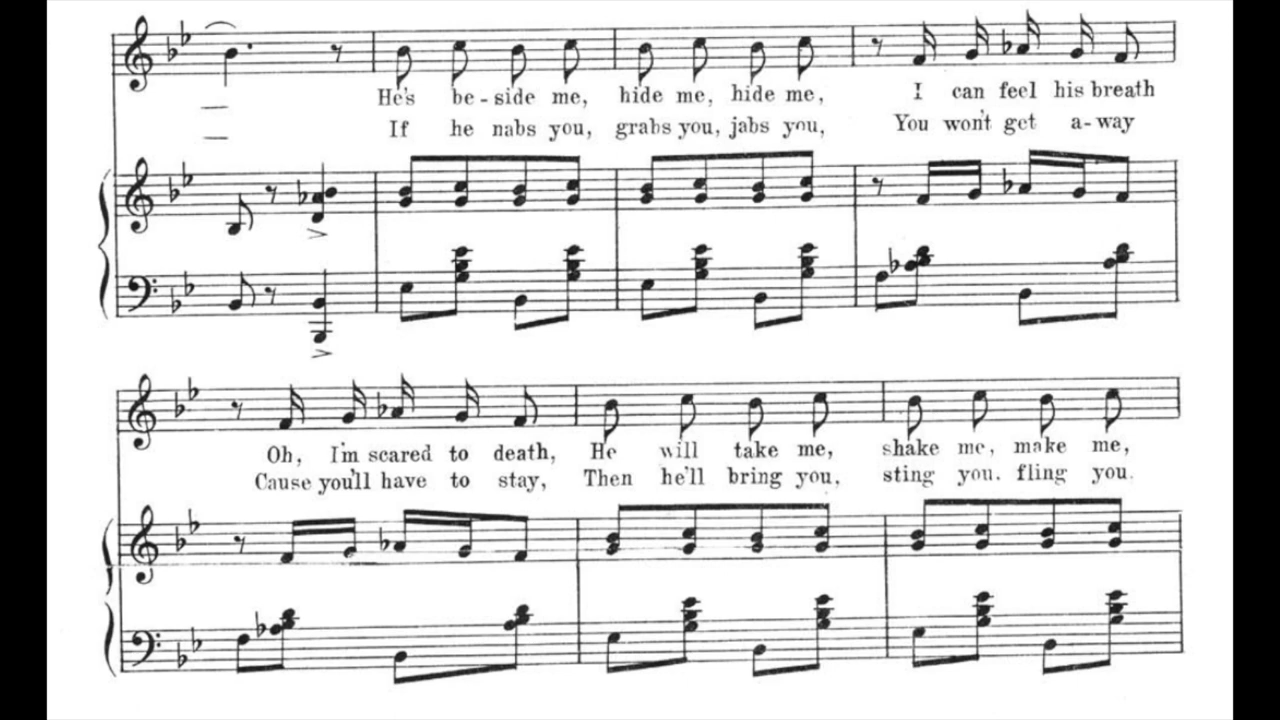 He's be-side me, hide me, hide me, I can feel his breath
If he nabs you, grabs you, jabs you, You won't get a-way
Oh, I'm scared to death, He will take me, shake me, make me,
Cause you'll have to stay, Then he'll bring you, sting you. fling you.